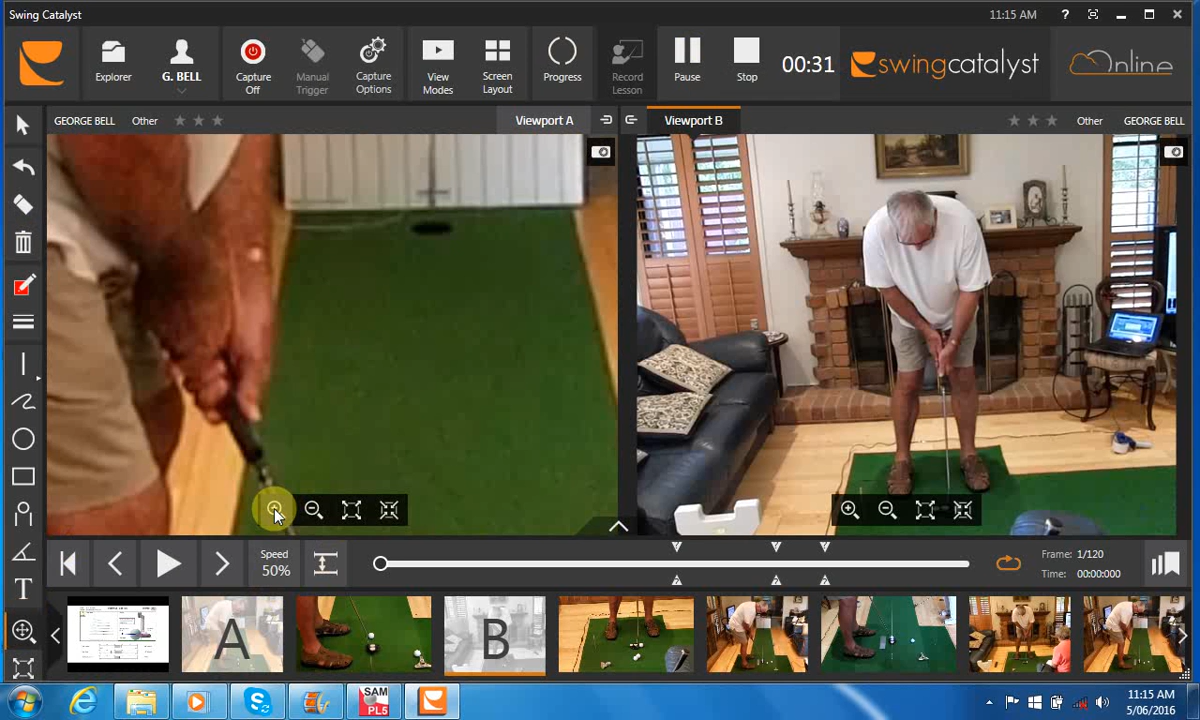 Swing Catalyst
11:15 AM
?
Explorer
G. BELL
Capture Off
Manual Trigger
Capture Options
View Modes
Screen Layout
Progress
Record Lesson
Pause
Stop
00:31
swingcatalyst
Online
GEORGE BELL
Other
Viewport A
Viewport B
Other
GEORGE BELL
T
Speed
50%
Frame: 1/120
Time: 00:00:000
A
B
SAM
PL5
11:15 AM
5/06/2016